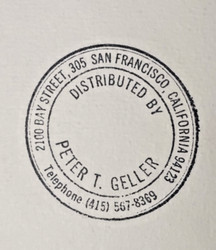 2100 BAY STREET, 305 SAN FRANCISCO, CALIFORNIA 94123
DISTRIBUTED BY
PETER T. GELLER
Telephone (415) 567-8369